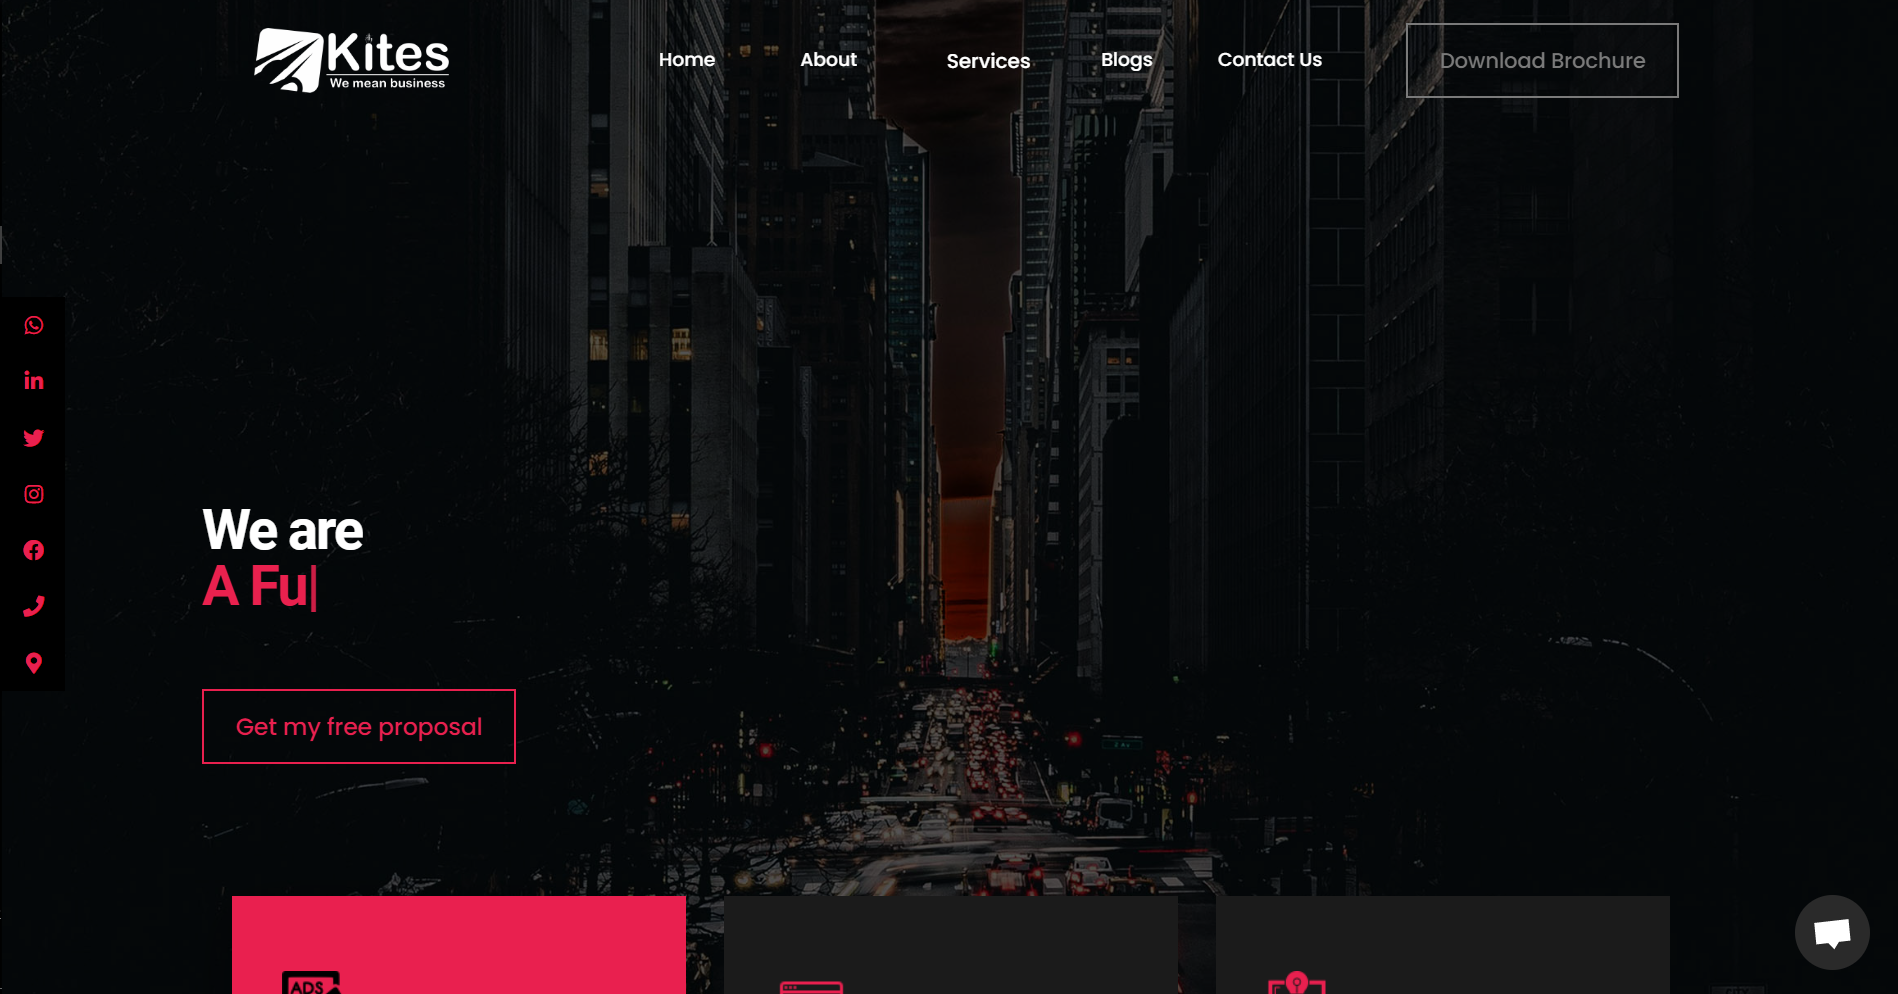 Kites
We mean business
Home
About
Services
Blogs
Contact Us
Download Brochure
We are
A Fu|
Get my free proposal
ADS